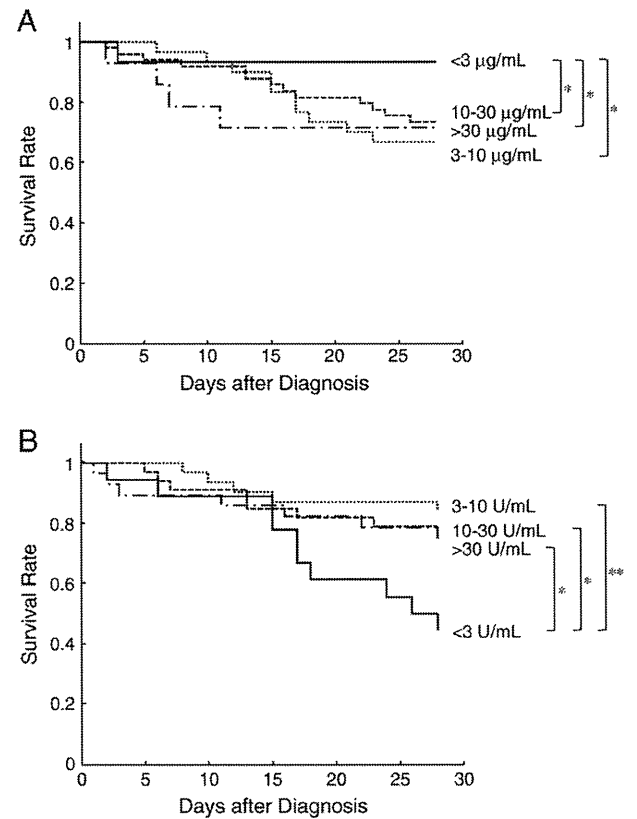 A
1
0.8
0.6
0.4
0.2
0
Survival Rate
0 5 10 15 20 25 30
Days after Diagnosis
<3 μg/mL
10-30 μg/mL
>30 μg/mL
3-10 μg/mL
* * *
B
1
0.8
0.6
0.4
0.2
0
Survival Rate
0 5 10 15 20 25 30
Days after Diagnosis
3-10 U/mL
10-30 U/mL
>30 U/mL
<3 U/mL
* * **